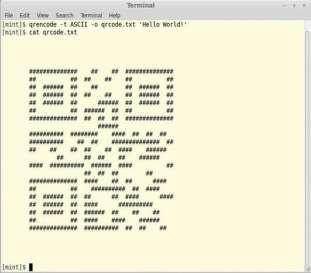 Terminal
File Edit View Search Terminal Help
[mint]$ qrencode -t ASCII -o qrcode.txt 'Hello World!'
[mint]$ cat qrcode.txt
##############    ##    ##  ##############
##          ##  ##    ##    ##          ##
##  ######  ##    ##        ##  ######  ##
##  ######  ##  ##    ##    ##  ######  ##
##  ######  ##      ######  ##  ######  ##
##          ##  ######  ##  ##          ##
##############  ##  ##  ##  ##############
                    ######
##########  ########    ####  ##  ##  ##
##########    ##  ##    ##############  ##
##    ##    ##  ##    ##  ####    ######
        ##      ##  ##    ##    ######
####  ##########  ######  ####          ##
                ##  ##  ##        ##
##############  ####    ##  ##      ####
##          ##    ##########  ##  ####
##  ######  ##  ##      ##  ####      ####
##  ######  ##  ####      ##########
##  ######  ##  ######  ##    ##    ##
##          ##  ####    ####    ######
##############  ##########  ##  ##    ##
[mint]$